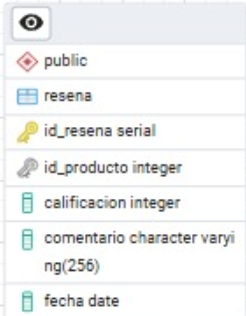 public
resena
id_resena serial
id_producto integer
calificacion integer
comentario character varyi
ng(256)
fecha date